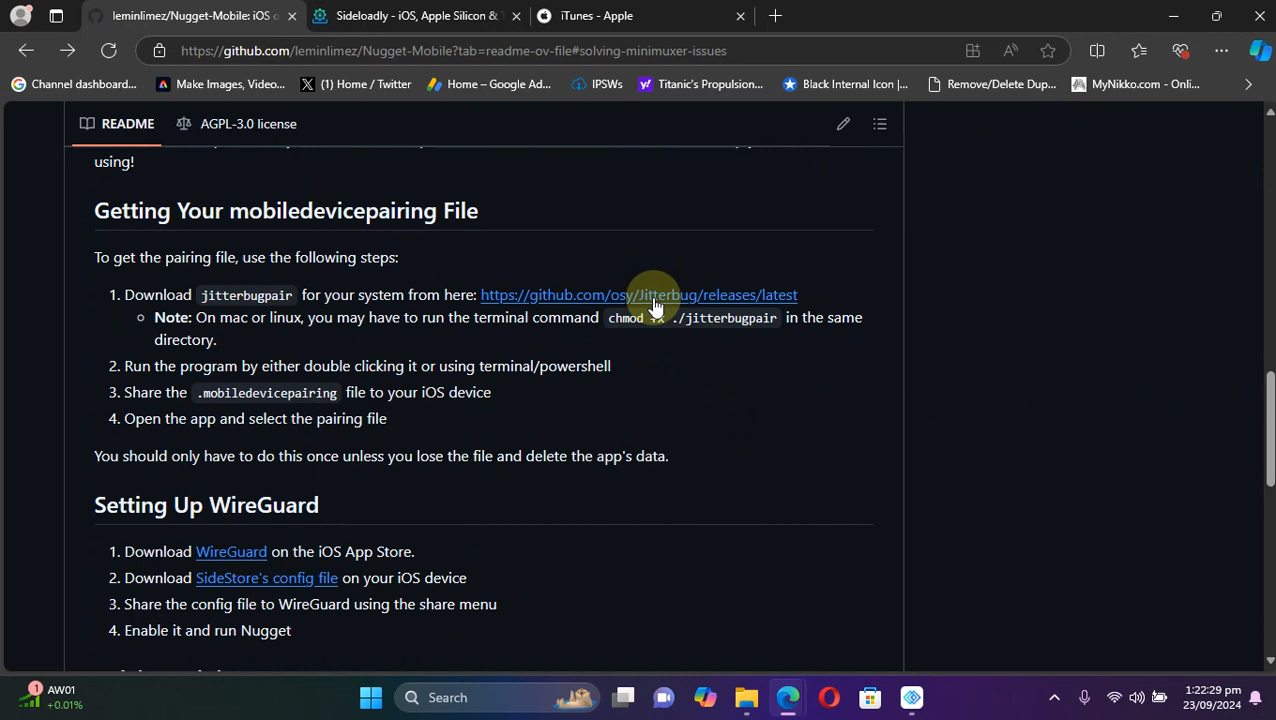 leminlimez/Nugget-Mobile: iOS c
Sideloadly - iOS, Apple Silicon &
iTunes - Apple
https://github.com/leminlimez/Nugget-Mobile?tab=readme-ov-file#solving-minimuxer-issues
Channel dashboard...
Make Images, Video...
(1) Home / Twitter
Home – Google Ad...
IPSWs
Titanic's Propulsion...
Black Internal Icon |...
Remove/Delete Dup...
MyNikko.com - Onli...
README
AGPL-3.0 license
using!
Getting Your mobiledevicepairing File
To get the pairing file, use the following steps:
1. Download jitterbugpair for your system from here: https://github.com/osy/Jitterbug/releases/latest
Note: On mac or linux, you may have to run the terminal command chmod +x ./jitterbugpair in the same
directory.
2. Run the program by either double clicking it or using terminal/powershell
3. Share the .mobiledevicepairing file to your iOS device
4. Open the app and select the pairing file
You should only have to do this once unless you lose the file and delete the app's data.
Setting Up WireGuard
1. Download WireGuard on the iOS App Store.
2. Download SideStore's config file on your iOS device
3. Share the config file to WireGuard using the share menu
4. Enable it and run Nugget
1
AW01
+0.01%
Search
1:22:29 pm
23/09/2024